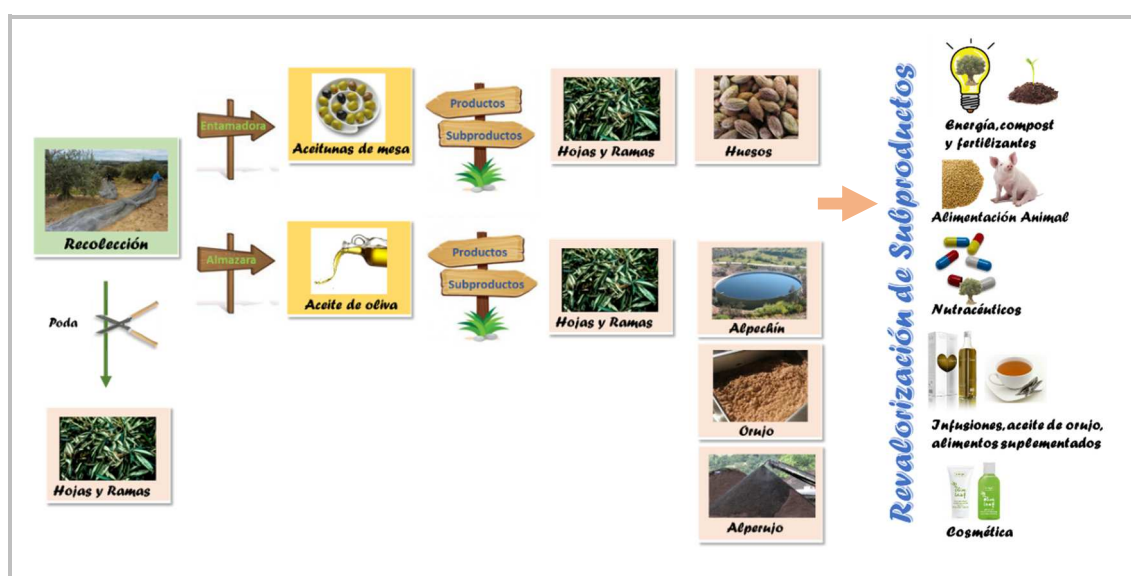 Recolección
Poda
Hojas y Ramas
Entamadora
Aceitunas de mesa
Productos
Subproductos
Hojas y Ramas
Huesos
Almazara
Aceite de oliva
Productos
Subproductos
Hojas y Ramas
Alpechín
Orujo
Alperujo
Revalorización de Subproductos
Energía, compost
y fertilizantes
Alimentación Animal
Nutracéuticos
Infusiones, aceite de orujo,
alimentos suplementados
Cosmética